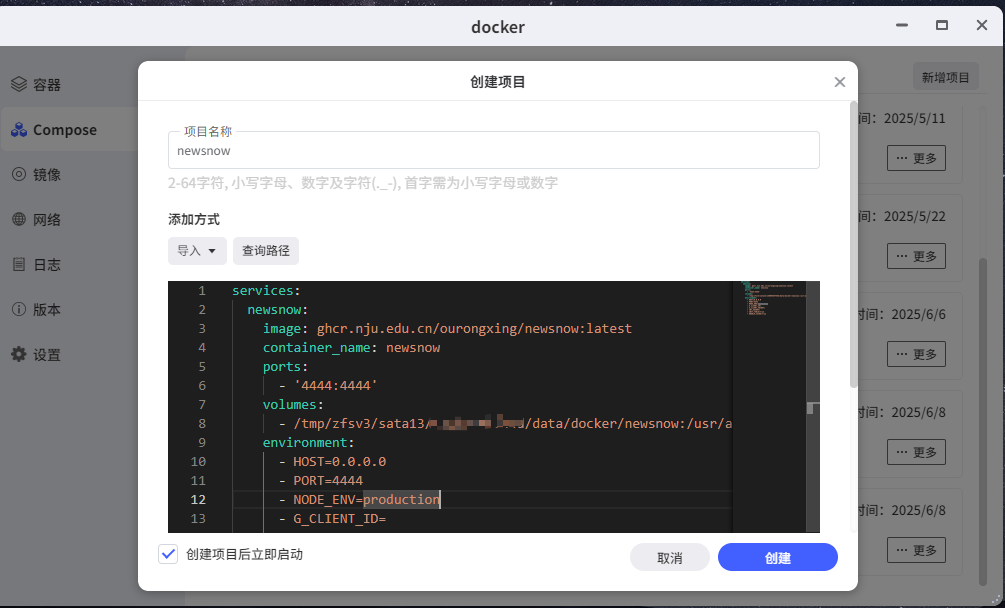 docker
容器
Compose
镜像
网络
日志
版本
设置
新增项目
间：2025/5/11
··· 更多
间：2025/5/22
··· 更多
时间：2025/6/6
··· 更多
时间：2025/6/8
··· 更多
时间：2025/6/8
··· 更多
创建项目
项目名称
newsnow
2-64字符, 小写字母、数字及字符(._-), 首字需为小写字母或数字
添加方式
导入
查询路径
1 services:
2 newsnow:
3 image: ghcr.nju.edu.cn/ourongxing/newsnow:latest
4 container_name: newsnow
5 ports:
6 - '4444:4444'
7 volumes:
8 - /tmp/zfsv3/sata13/ /data/docker/newsnow:/usr/a
9 environment:
10 - HOST=0.0.0.0
11 - PORT=4444
12 - NODE_ENV=production
13 - G_CLIENT_ID=
创建项目后立即启动
取消
创建